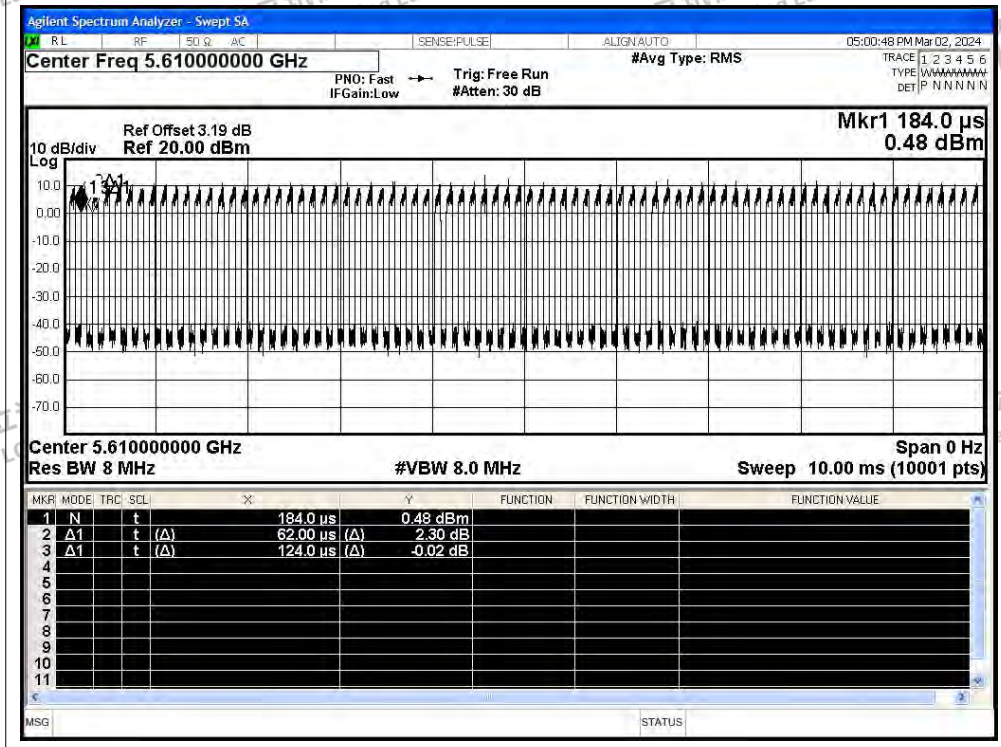 Agilent Spectrum Analyzer - Swept SA
RL RF 50 Ω AC SENSE:PULSE ALIGN AUTO 05:00:48 PM Mar 02, 2024
Center Freq 5.610000000 GHz #Avg Type: RMS TRACE 1 2 3 4 5 6
PNO: Fast Trig: Free Run TYPE
IFGain:Low #Atten: 30 dB DET P N N N N N
Mkr1 184.0 µs
Ref Offset 3.19 dB
10 dB/div Ref 20.00 dBm 0.48 dBm
Log
10.0
0.00
-10.0
-20.0
-30.0
-40.0
-50.0
-60.0
-70.0
Center 5.610000000 GHz Span 0 Hz
Res BW 8 MHz #VBW 8.0 MHz Sweep 10.00 ms (10001 pts)
MKR MODE TRC SCL X Y FUNCTION FUNCTION WIDTH FUNCTION VALUE
1 N t 184.0 µs 0.48 dBm
2 Δ1 t (Δ) 62.00 µs (Δ) 2.30 dB
3 Δ1 t (Δ) 124.0 µs (Δ) -0.02 dB
4
5
6
7
8
9
10
11
MSG STATUS